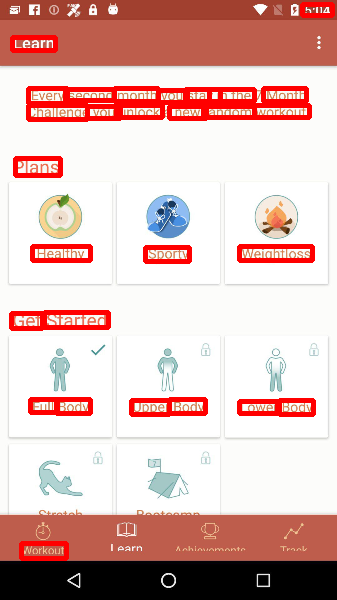 5:04
Learn
Every second month you stay in the 7 Month
Challenge, you unlock a new random workout.
Plans
Healthy
Sporty
Weightloss
Get Started
Full Body
Upper Body
Lower Body
Stretch
Bootcamp
Workout
Learn
Achievements
Track